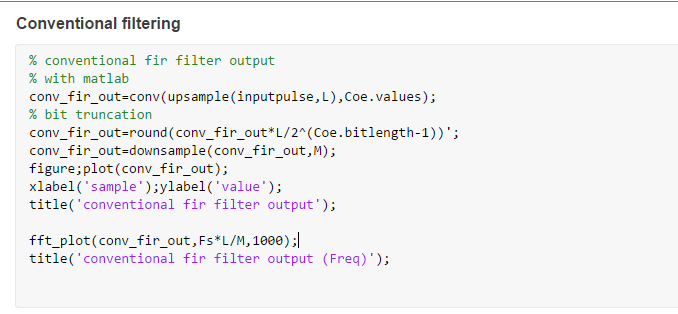 Conventional filtering
% conventional fir filter output
% with matlab
conv_fir_out=conv(upsample(inputpulse,L),Coe.values);
% bit truncation
conv_fir_out=round(conv_fir_out*L/2^(Coe.bitlength-1))';
conv_fir_out=downsample(conv_fir_out,M);
figure;plot(conv_fir_out);
xlabel('sample');ylabel('value');
title('conventional fir filter output');
fft_plot(conv_fir_out,Fs*L/M,1000);
title('conventional fir filter output (Freq)');